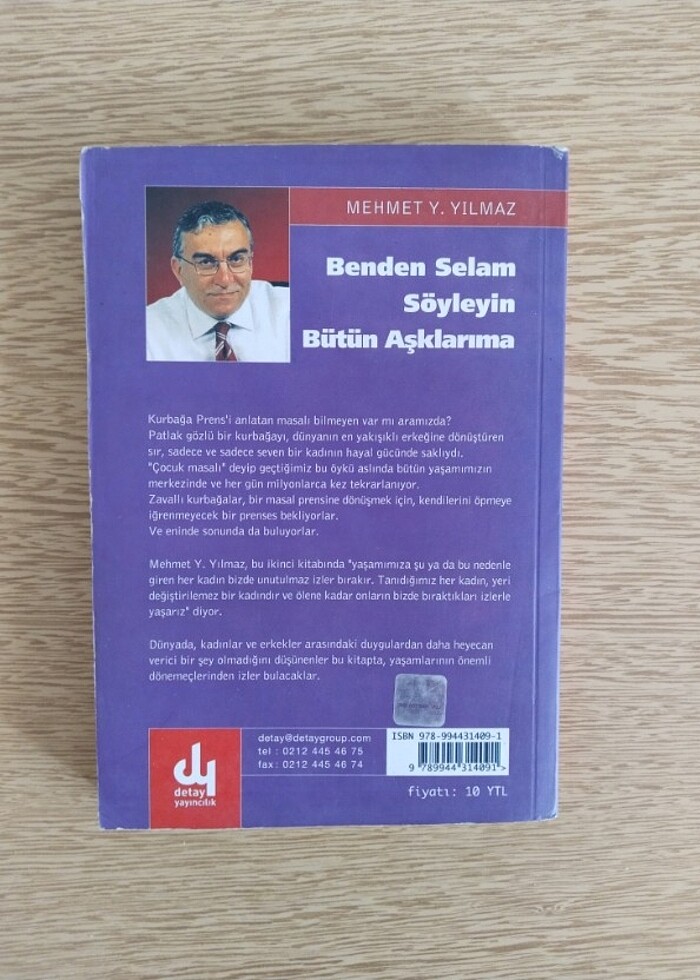 MEHMET Y. YILMAZ
Benden Selam
Söyleyin
Bütün Aşklarıma
Kurbağa Prens'i anlatan masalı bilmeyen var mı aramızda?
Patlak gözlü bir kurbağayı, dünyanın en yakışıklı erkeğine dönüştüren
sır, sadece ve sadece seven bir kadının hayal gücünde saklıydı.
"Çocuk masalı" deyip geçtiğimiz bu öykü aslında bütün yaşamımızın
merkezinde ve her gün milyonlarca kez tekrarlanıyor.
Zavallı kurbağalar, bir masal prensine dönüşmek için, kendilerini öpmeye
iğrenmeyecek bir prenses bekliyorlar.
Ve eninde sonunda da buluyorlar.
Mehmet Y. Yılmaz, bu ikinci kitabında "yaşamımıza şu ya da bu nedenle
giren her kadın bizde unutulmaz izler bırakır. Tanıdığımız her kadın, yeri
değiştirilemez bir kadındır ve ölene kadar onların bizde bıraktıkları izlerle
yaşarız" diyor.
Dünyada, kadınlar ve erkekler arasındaki duygulardan daha heyecan
verici bir şey olmadığını düşünenler bu kitapta, yaşamlarının önemli
dönemeçlerinden izler bulacaklar.
dy
detay
yayıncılık
detay@detaygroup.com
tel : 0212 445 46 75
fax : 0212 445 46 74
ISBN 978-994431409-1
9 789944 314091 >
fiyatı: 10 YTL